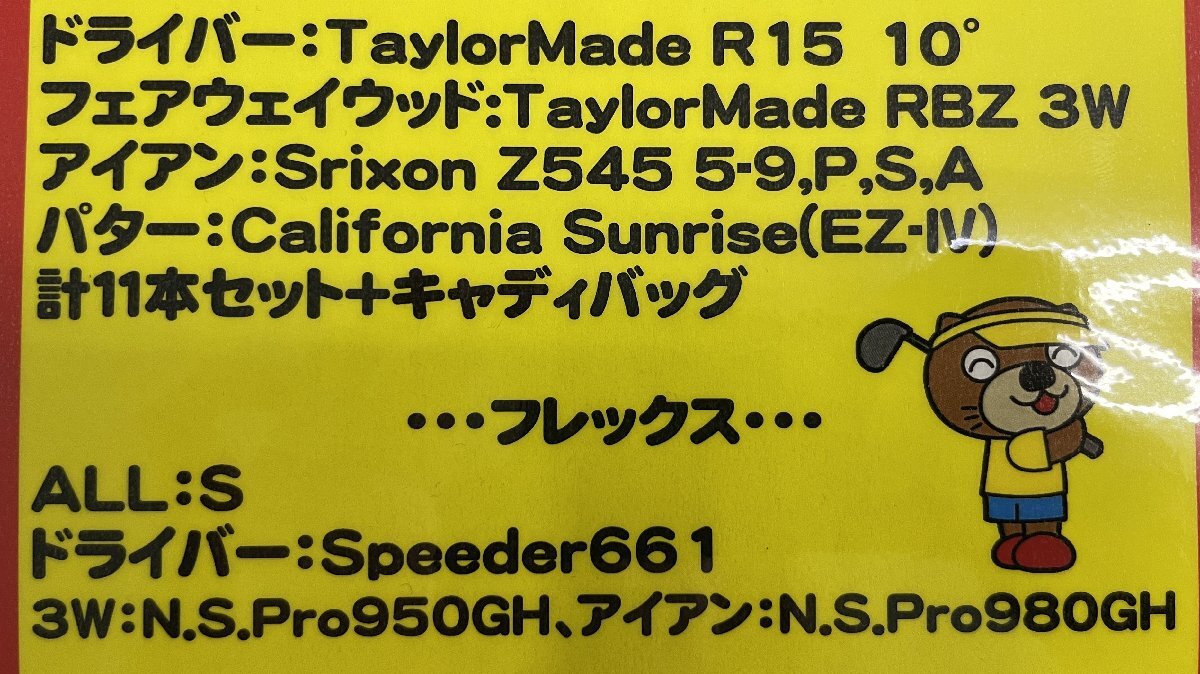 ドライバー:TaylorMade R15 10°
フェアウェイウッド:TaylorMade RBZ 3W
アイアン:Srixon Z545 5-9,P,S,A
パター:California Sunrise(EZ-IV)
計11本セット+キャディバッグ
・・・フレックス・・・
ALL:S
ドライバー:Speeder661
3W:N.S.Pro950GH、アイアン:N.S.Pro980GH